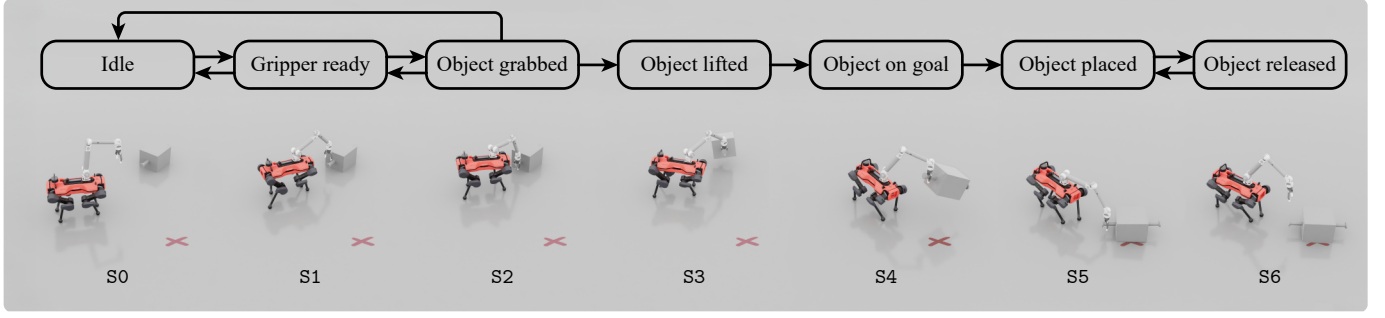 Idle
Gripper ready
Object grabbed
Object lifted
Object on goal
Object placed
Object released
S0
S1
S2
S3
S4
S5
S6